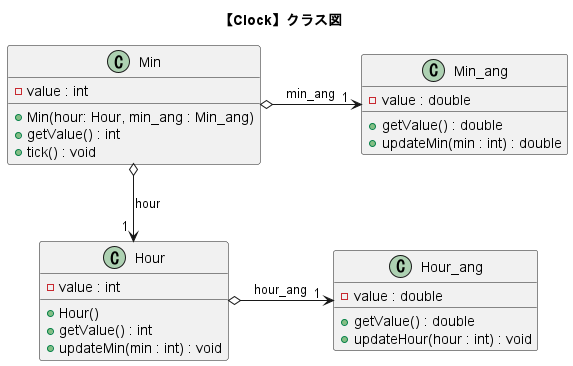 【Clock】クラス図
C Min
value : int
Min(hour: Hour, min_ang : Min_ang)
getValue() : int
tick() : void
min_ang 1
C Min_ang
value : double
getValue() : double
updateMin(min : int) : double
hour
1
C Hour
value : int
Hour()
getValue() : int
updateMin(min : int) : void
hour_ang 1
C Hour_ang
value : double
getValue() : double
updateHour(hour : int) : void